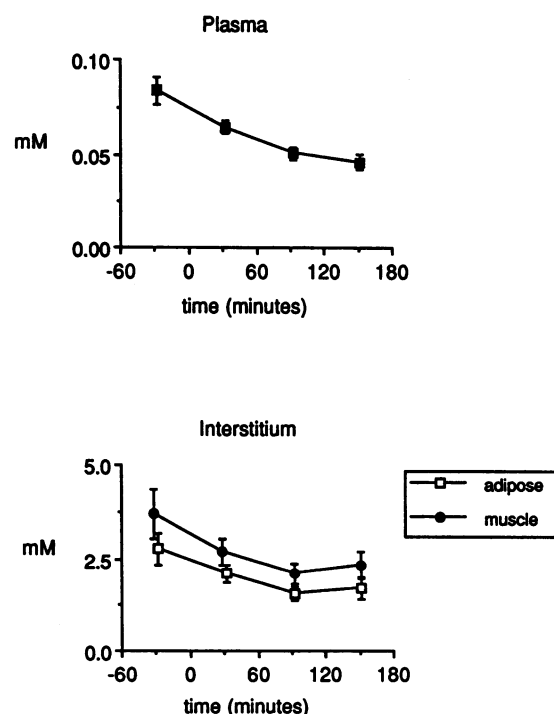 Plasma
0.10
mM
0.05
0.00
-60 0 60 120 180
time (minutes)
Interstitium
5.0
adipose
muscle
mM
2.5
0.0
-60 0 60 120 180
time (minutes)